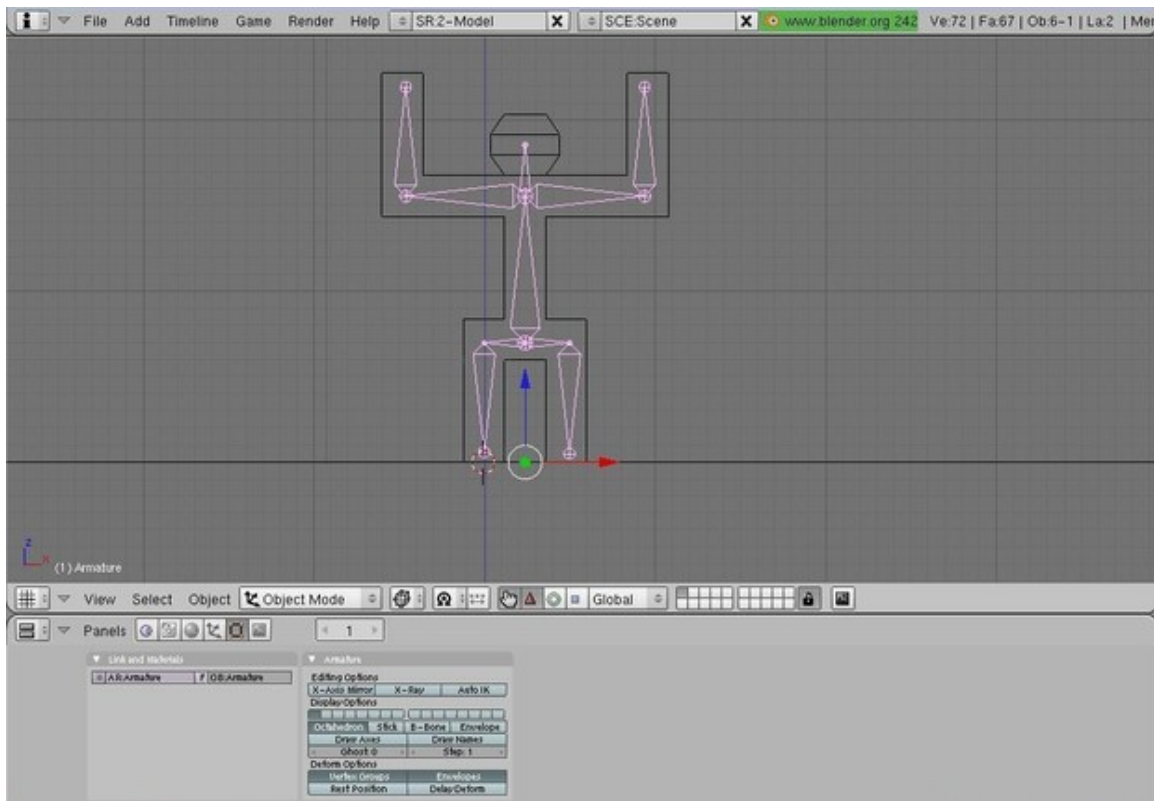 File Add Timeline Game Render Help SR:2-Model X SCE:Scene X www.blender.org 242 Ve:72 | Fa:67 | Ob:6-1 | La:2 | Mer
z
x
(1) Armature
View Select Object Object Mode Global
Panels 1
Link and Materials
AR:Armature F OB:Armature
Armature
Editing Options
X-Axis Mirror X-Ray Auto IK
Display Options
Octahedron Stick B-Bone Envelope
Draw Axes Draw Names
Ghost: 0 Step: 1
Deform Options
Vertex Groups Envelopes
Rest Position Delay Deform